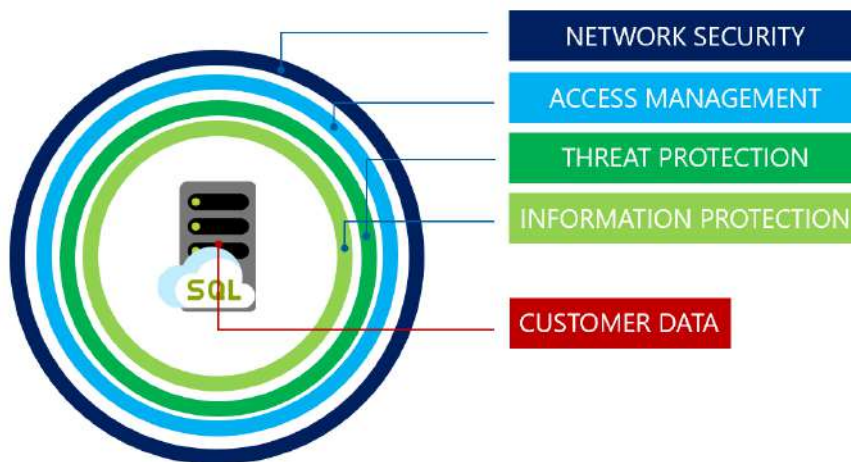 NETWORK SECURITY
ACCESS MANAGEMENT
THREAT PROTECTION
INFORMATION PROTECTION
SQL
CUSTOMER DATA